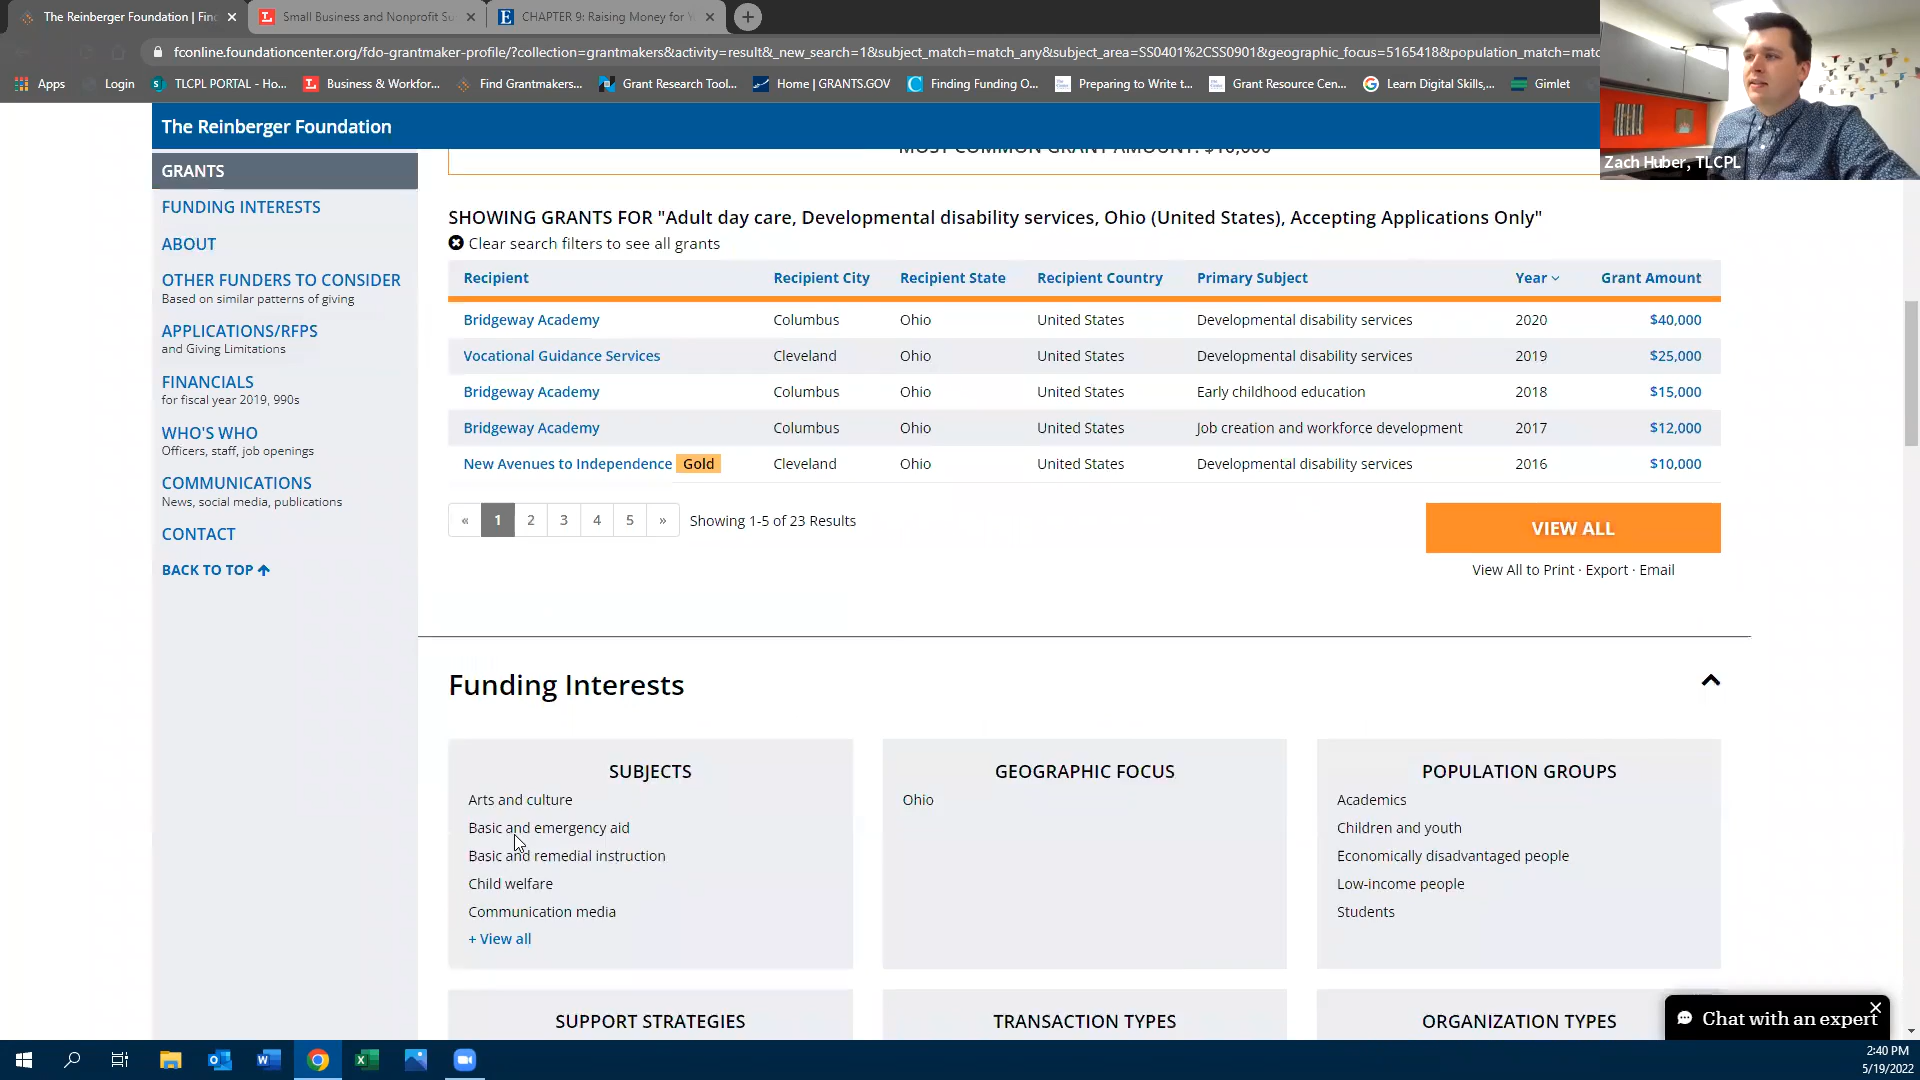 The Reinberger Foundation | Fin
Small Business and Nonprofit Su
CHAPTER 9: Raising Money for Y
fconline.foundationcenter.org/fdo-grantmaker-profile/?collection=grantmakers&activity=result&_new_search=1&subject_match=match_any&subject_area=SS0401%2CSS0901&geographic_focus=5165418&population_match=matc
Apps
Login
TLCPL PORTAL - Ho...
Business & Workfor...
Find Grantmakers...
Grant Research Tool...
Home | GRANTS.GOV
Finding Funding O...
Preparing to Write t...
Grant Resource Cen...
Learn Digital Skills,...
Gimlet
Zach Huber, TLCPL
The Reinberger Foundation
GRANTS
FUNDING INTERESTS
ABOUT
OTHER FUNDERS TO CONSIDER
Based on similar patterns of giving
APPLICATIONS/RFPS
and Giving Limitations
FINANCIALS
for fiscal year 2019, 990s
WHO'S WHO
Officers, staff, job openings
COMMUNICATIONS
News, social media, publications
CONTACT
BACK TO TOP
MOST COMMON GRANT AMOUNT: $10,000
SHOWING GRANTS FOR "Adult day care, Developmental disability services, Ohio (United States), Accepting Applications Only"
Clear search filters to see all grants
Recipient Recipient City Recipient State Recipient Country Primary Subject Year Grant Amount
Bridgeway Academy Columbus Ohio United States Developmental disability services 2020 $40,000
Vocational Guidance Services Cleveland Ohio United States Developmental disability services 2019 $25,000
Bridgeway Academy Columbus Ohio United States Early childhood education 2018 $15,000
Bridgeway Academy Columbus Ohio United States Job creation and workforce development 2017 $12,000
New Avenues to Independence Gold Cleveland Ohio United States Developmental disability services 2016 $10,000
« 1 2 3 4 5 » Showing 1-5 of 23 Results
VIEW ALL
View All to Print · Export · Email
Funding Interests
SUBJECTS
Arts and culture
Basic and emergency aid
Basic and remedial instruction
Child welfare
Communication media
+ View all
GEOGRAPHIC FOCUS
Ohio
POPULATION GROUPS
Academics
Children and youth
Economically disadvantaged people
Low-income people
Students
SUPPORT STRATEGIES
TRANSACTION TYPES
ORGANIZATION TYPES
Chat with an expert
2:40 PM
5/19/2022